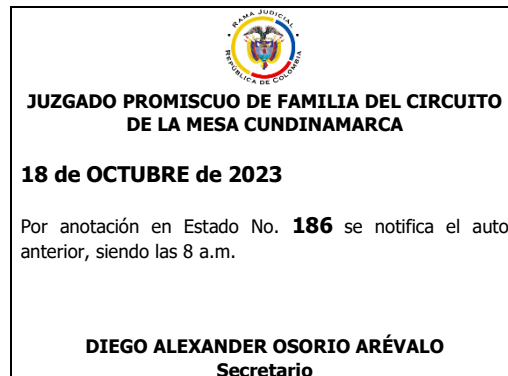 RAMA JUDICIAL
REPÚBLICA DE COLOMBIA
JUZGADO PROMISCUO DE FAMILIA DEL CIRCUITO
DE LA MESA CUNDINAMARCA
18 de OCTUBRE de 2023
Por anotación en Estado No. 186 se notifica el auto
anterior, siendo las 8 a.m.
DIEGO ALEXANDER OSORIO ARÉVALO
Secretario